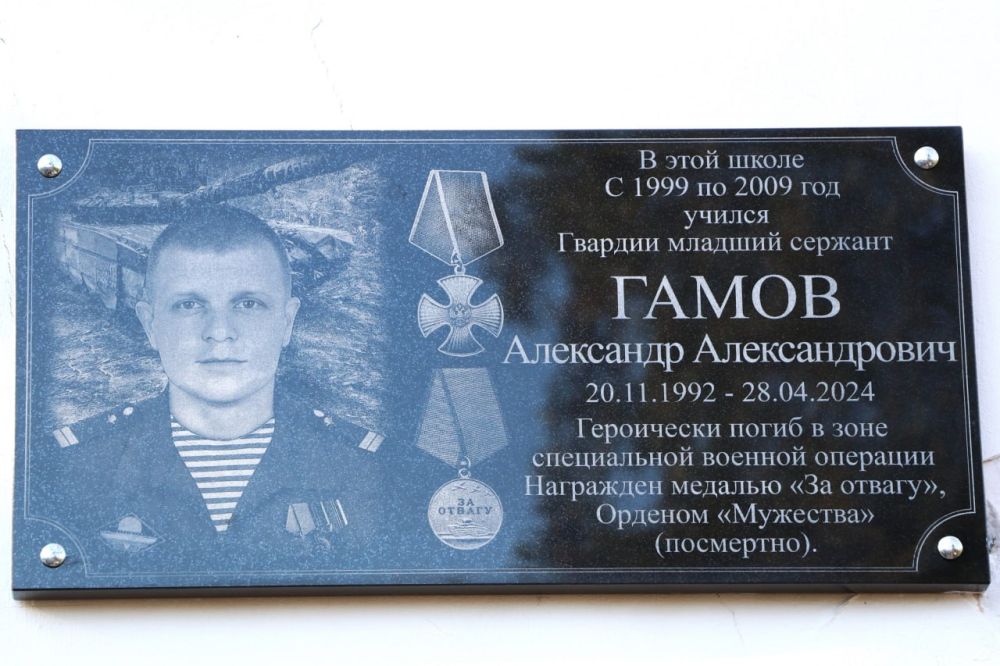 В этой школе
С 1999 по 2009 год
учился
Гвардии младший сержант
ГАМОВ
Александр Александрович
20.11.1992 - 28.04.2024
Героически погиб в зоне
специальной военной операции
Награжден медалью «За отвагу»,
Орденом «Мужества»
(посмертно).
ЗА
ОТВАГУ